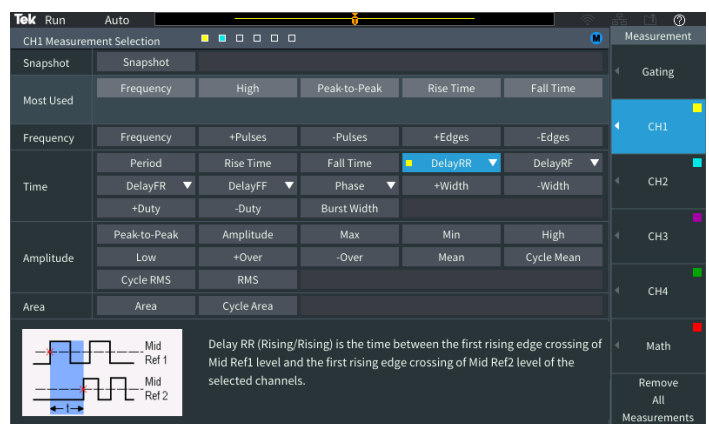 Tek Run Auto
CH1 Measurement Selection M Measurement
Snapshot Snapshot
Gating
Most Used
Frequency High Peak-to-Peak Rise Time Fall Time
CH1
Frequency Frequency +Pulses -Pulses +Edges -Edges
Time
Period Rise Time Fall Time DelayRR DelayRF
DelayFR DelayFF Phase +Width -Width
CH2
+Duty -Duty Burst Width
Amplitude
Peak-to-Peak Amplitude Max Min High
CH3
Low +Over -Over Mean Cycle Mean
Cycle RMS RMS
CH4
Area Area Cycle Area
Mid
Ref 1
Mid
Ref 2
t
Delay RR (Rising/Rising) is the time between the first rising edge crossing of
Mid Ref1 level and the first rising edge crossing of Mid Ref2 level of the
selected channels.
Math
Remove
All
Measurements